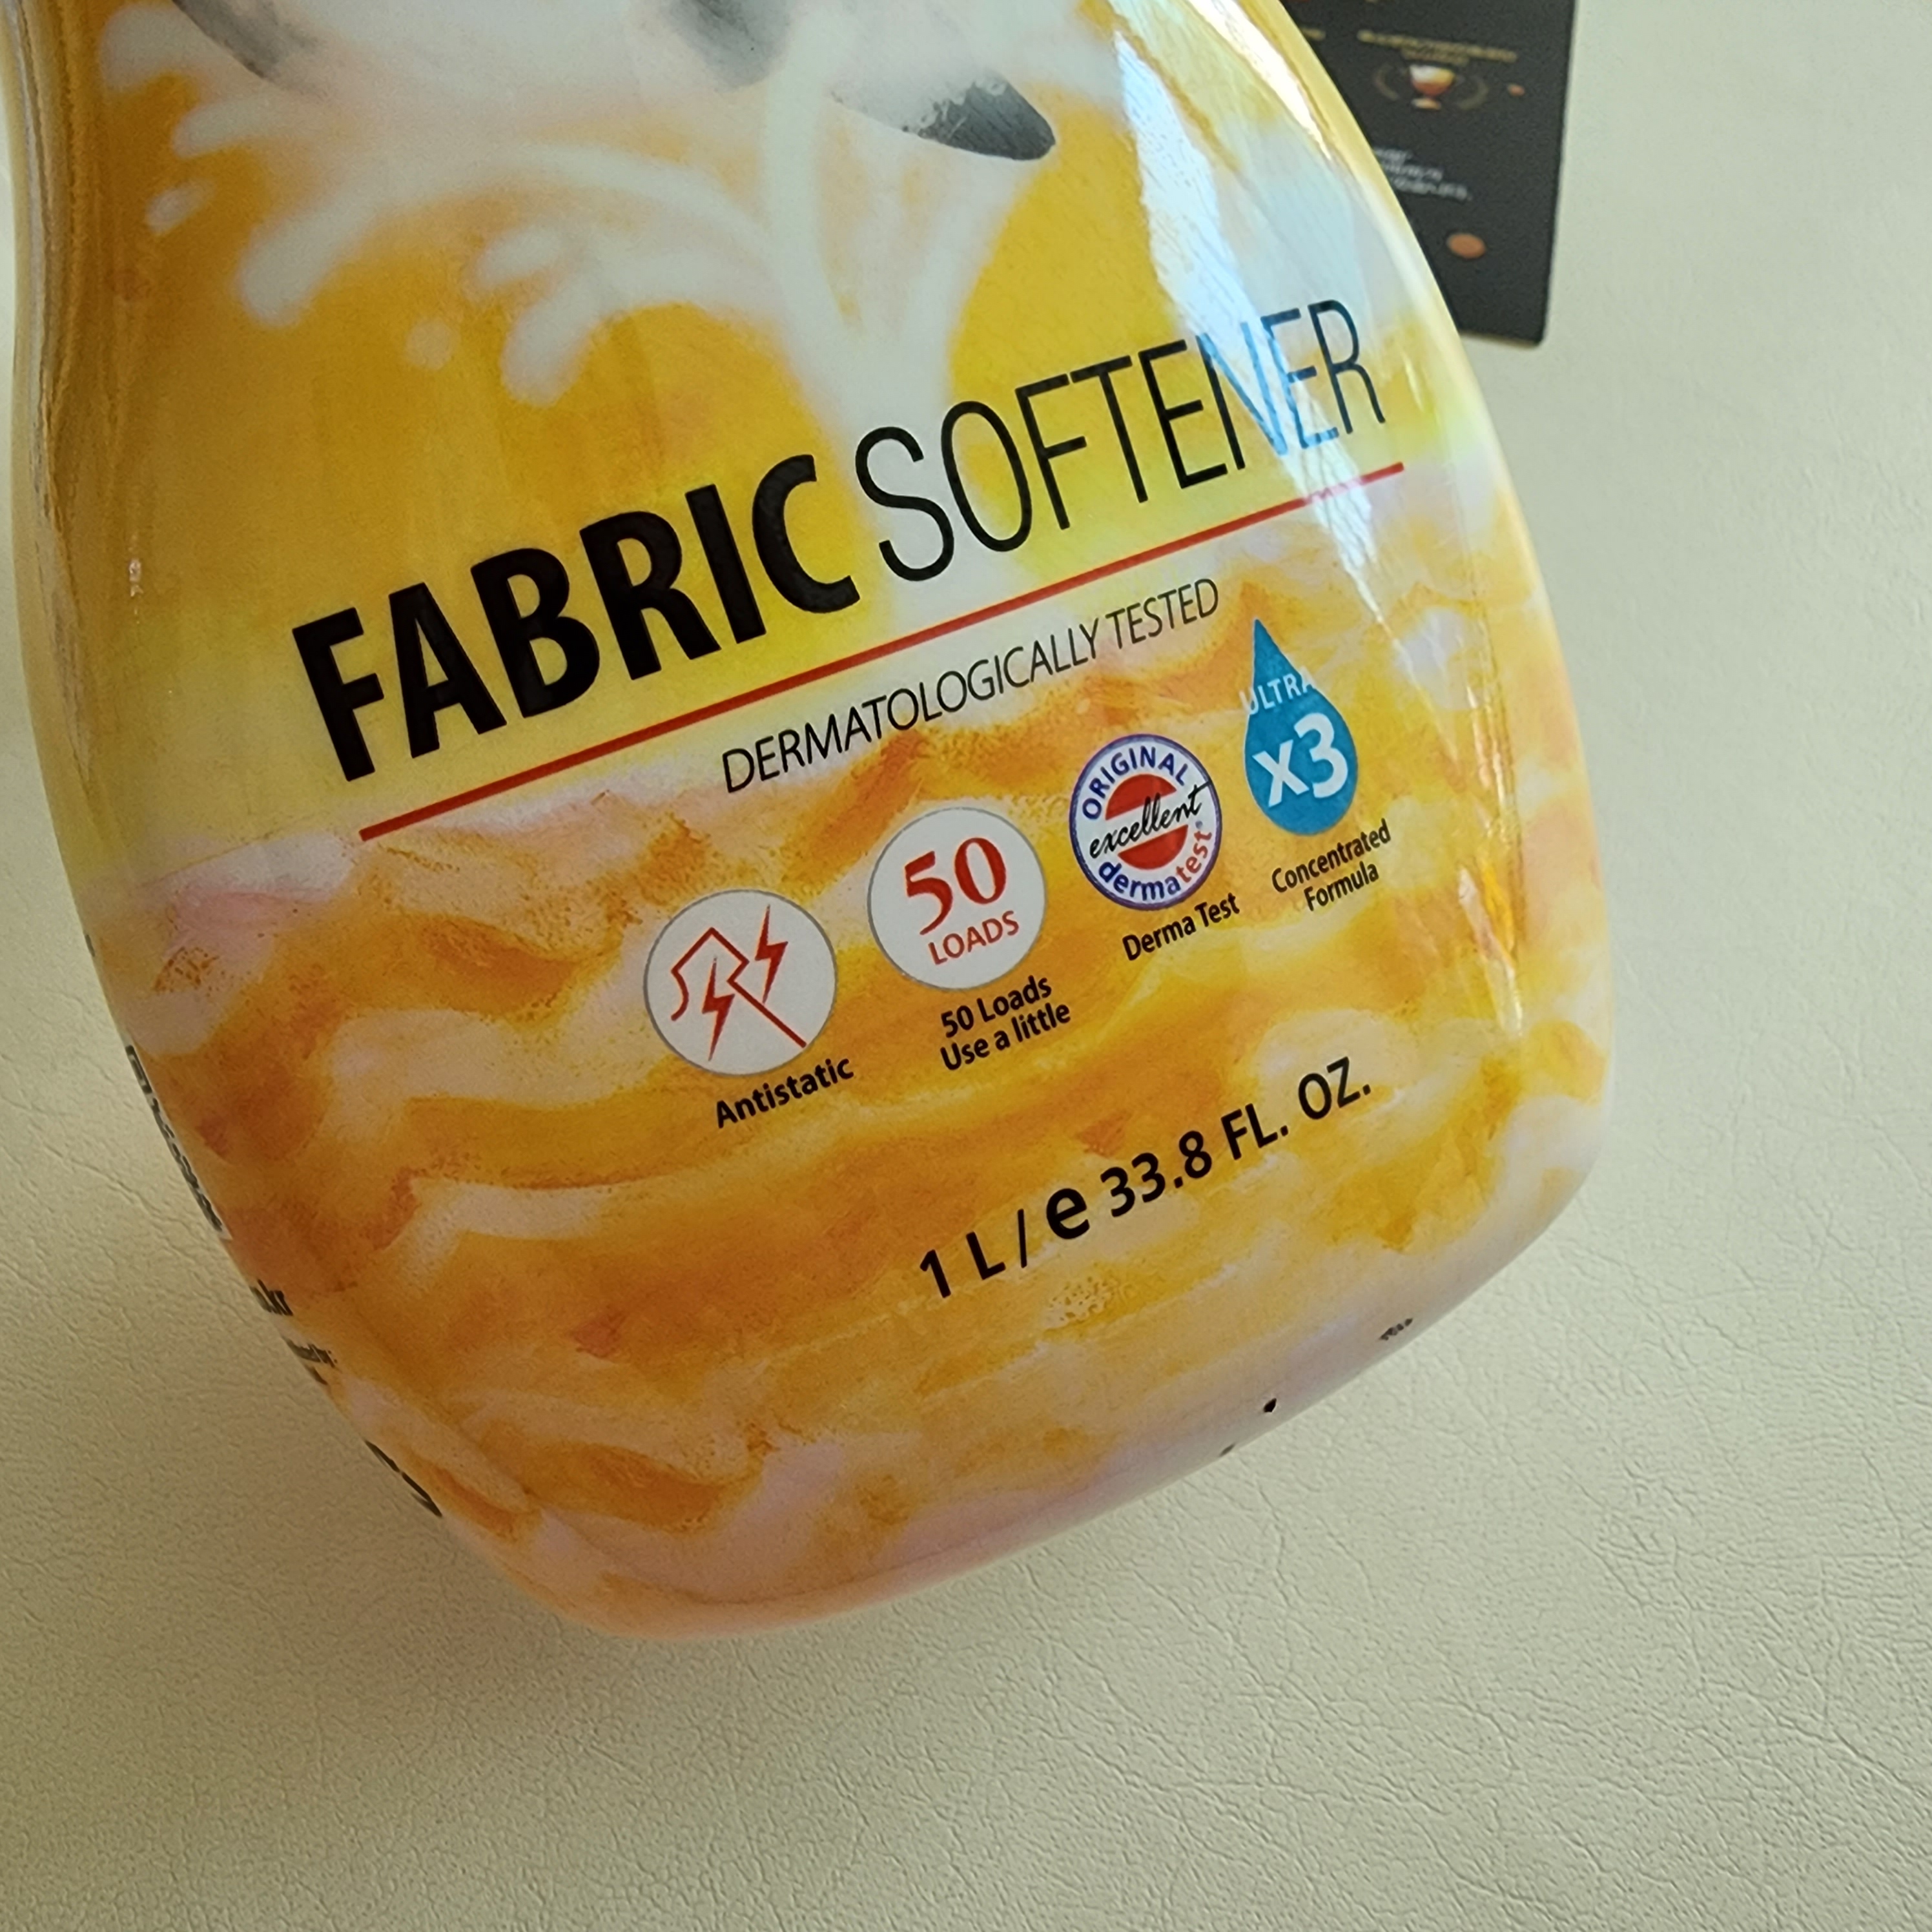 FABRIC SOFTENER
DERMATOLOGICALLY TESTED
Antistatic
50
LOADS
50 Loads
Use a little
ORIGINAL
excellent
dermatest
Derma Test
ULTRA
x3
Concentrated
Formula
1 L / e 33.8 FL. OZ.
.kr